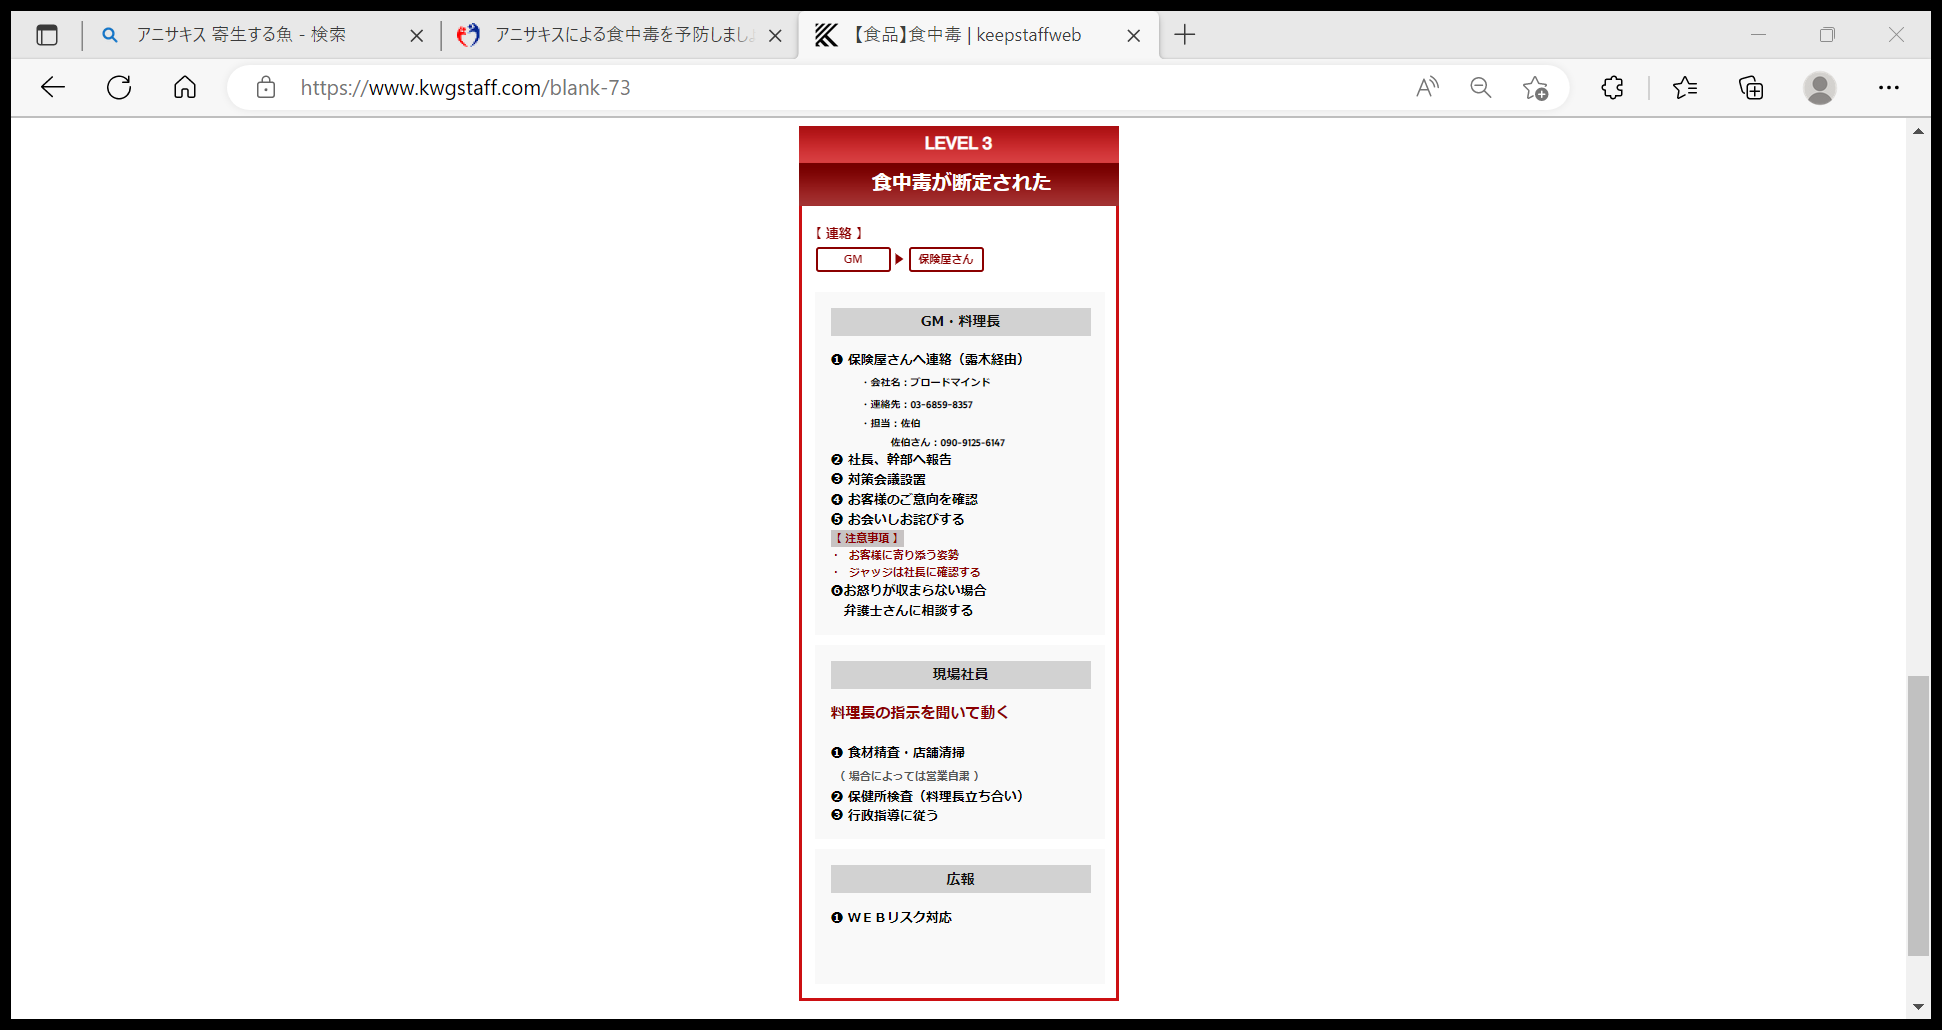 アニサキス 寄生する魚 - 検索
アニサキスによる食中毒を予防しまし
【食品】食中毒 | keepstaffweb
https://www.kwgstaff.com/blank-73
LEVEL 3
食中毒が断定された
【 連絡 】
GM ▶ 保険屋さん
GM・料理長
❶ 保険屋さんへ連絡（露木経由）
・会社名：ブロードマインド
・連絡先：03-6859-8357
・担当：佐伯
佐伯さん：090-9125-6147
❷ 社長、幹部へ報告
❸ 対策会議設置
❹ お客様のご意向を確認
❺ お会いしお詫びする
【 注意事項 】
・ お客様に寄り添う姿勢
・ ジャッジは社長に確認する
❻お怒りが収まらない場合
弁護士さんに相談する
現場社員
料理長の指示を聞いて動く
❶ 食材精査・店舗清掃
（ 場合によっては営業自粛 ）
❷ 保健所検査（料理長立ち合い）
❸ 行政指導に従う
広報
❶ ＷＥＢリスク対応